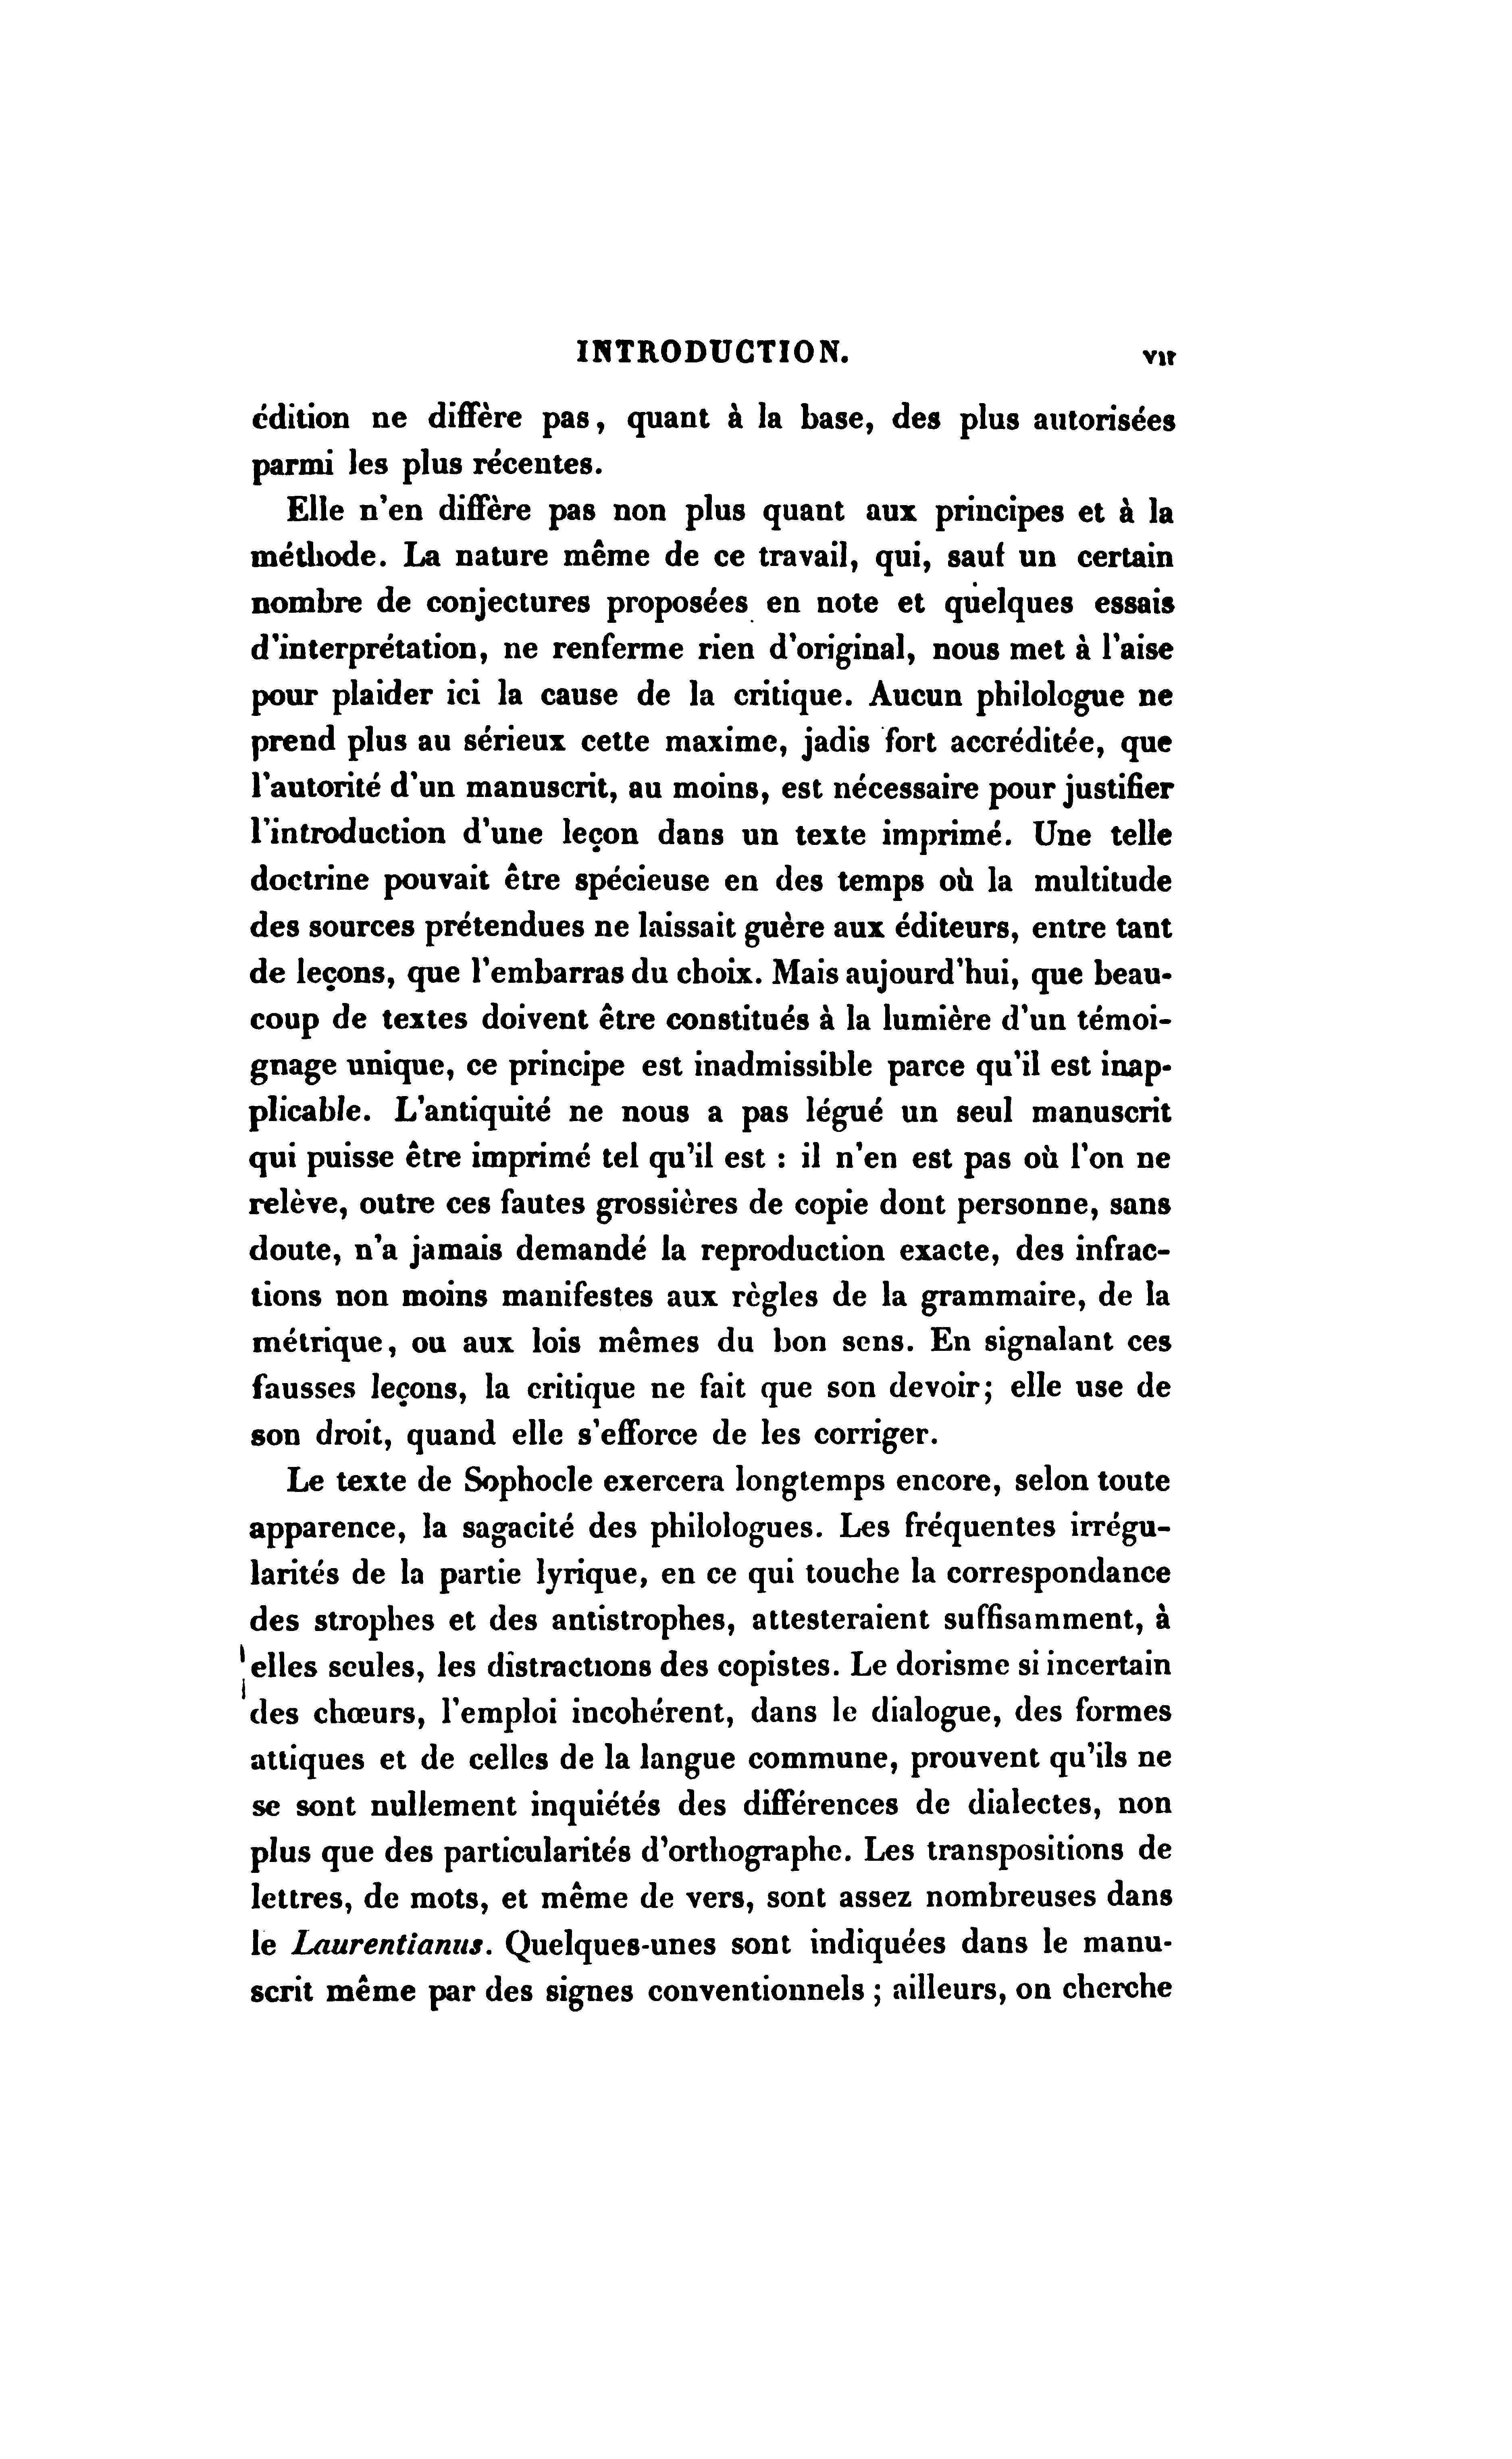 INTRODUCTION. VII
édition ne diffère pas, quant à la base, des plus autorisées
parmi les plus récentes.
Elle n'en diffère pas non plus quant aux principes et à la
méthode. La nature même de ce travail, qui, sauf un certain
nombre de conjectures proposées en note et quelques essais
d'interprétation, ne renferme rien d'original, nous met à l'aise
pour plaider ici la cause de la critique. Aucun philologue ne
prend plus au sérieux cette maxime, jadis fort accréditée, que
l'autorité d'un manuscrit, au moins, est nécessaire pour justifier
l'introduction d'une leçon dans un texte imprimé. Une telle
doctrine pouvait être spécieuse en des temps où la multitude
des sources prétendues ne laissait guère aux éditeurs, entre tant
de leçons, que l'embarras du choix. Mais aujourd'hui, que beau-
coup de textes doivent être constitués à la lumière d'un témoi-
gnage unique, ce principe est inadmissible parce qu'il est inap-
plicable. L'antiquité ne nous a pas légué un seul manuscrit
qui puisse être imprimé tel qu'il est : il n'en est pas où l'on ne
relève, outre ces fautes grossières de copie dont personne, sans
doute, n'a jamais demandé la reproduction exacte, des infrac-
tions non moins manifestes aux règles de la grammaire, de la
métrique, ou aux lois mêmes du bon sens. En signalant ces
fausses leçons, la critique ne fait que son devoir; elle use de
son droit, quand elle s'efforce de les corriger.
Le texte de Sophocle exercera longtemps encore, selon toute
apparence, la sagacité des philologues. Les fréquentes irrégu-
larités de la partie lyrique, en ce qui touche la correspondance
des strophes et des antistrophes, attesteraient suffisamment, à
elles seules, les distractions des copistes. Le dorisme si incertain
des chœurs, l'emploi incohérent, dans le dialogue, des formes
attiques et de celles de la langue commune, prouvent qu'ils ne
se sont nullement inquiétés des différences de dialectes, non
plus que des particularités d'orthographe. Les transpositions de
lettres, de mots, et même de vers, sont assez nombreuses dans
le Laurentianus. Quelques-unes sont indiquées dans le manu-
scrit même par des signes conventionnels ; ailleurs, on cherche